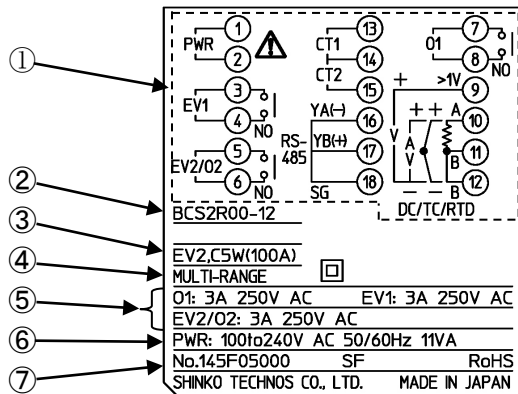 ①
PWR 1 2
CT1 13 14
CT2 15
O1 7 8 NO
EV1 3 4 NO
EV2/O2 5 6 NO
RS-485 YA(-) 16
YB(+) 17
SG 18
+ >1V 9
V + + A 10
A V B 11
- - B 12
DC/TC/RTD
②
BCS2R00-12
③
EV2,C5W(100A)
④
MULTI-RANGE
⑤
O1: 3A 250V AC EV1: 3A 250V AC
EV2/O2: 3A 250V AC
⑥
PWR: 100to240V AC 50/60Hz 11VA
⑦
No.145F05000 SF RoHS
SHINKO TECHNOS CO., LTD. MADE IN JAPAN